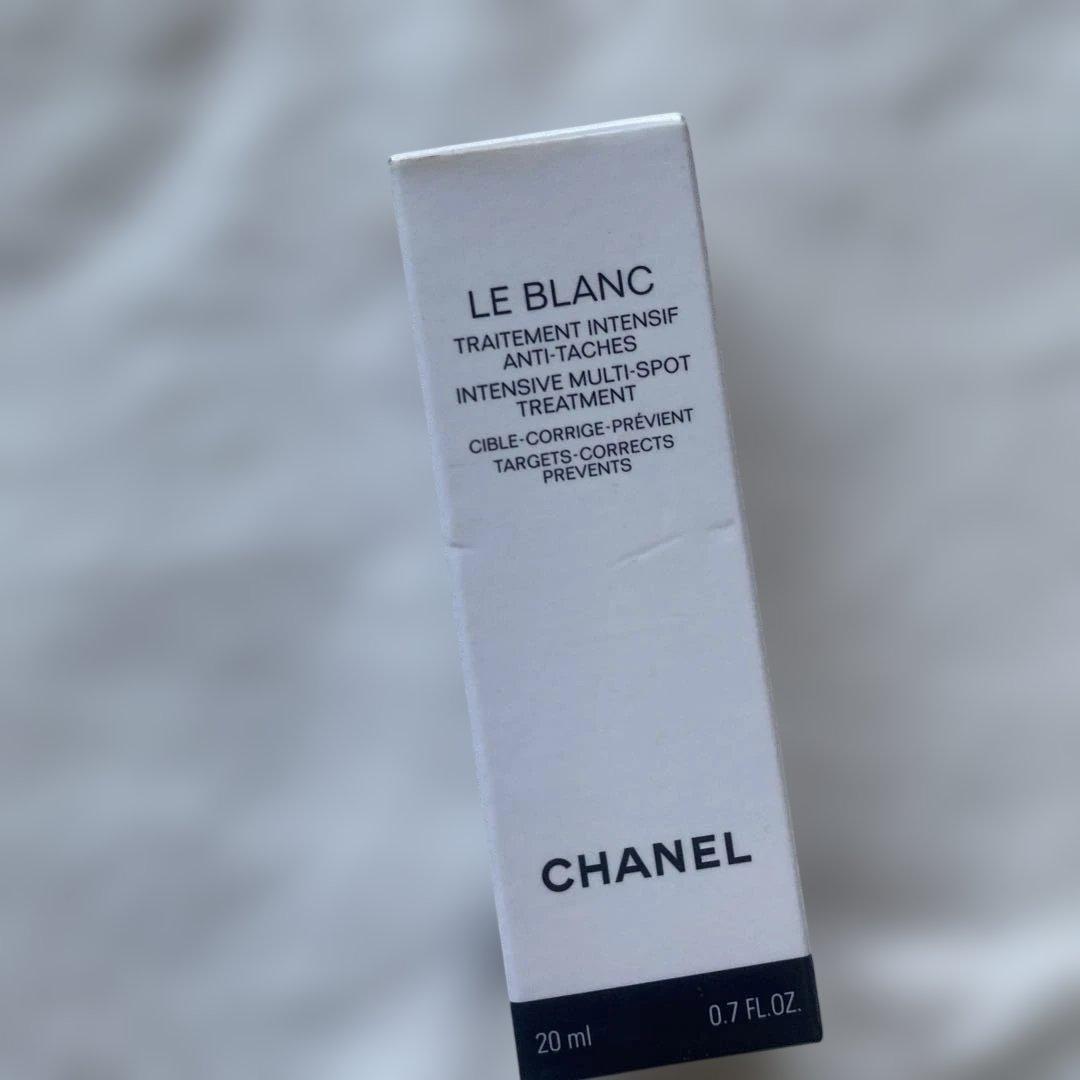 LE BLANC
TRAITEMENT INTENSIF
ANTI-TACHES
INTENSIVE MULTI-SPOT
TREATMENT
CIBLE-CORRIGE-PRÉVIENT
TARGETS-CORRECTS
PREVENTS
CHANEL
20 ml 0.7 FL.OZ.